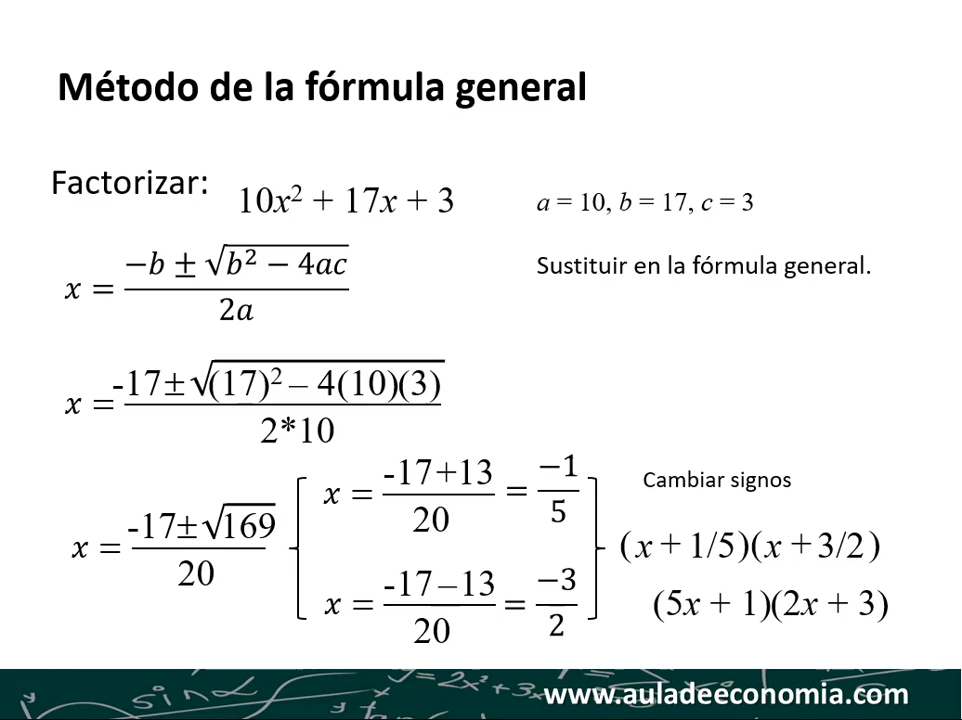 Método de la fórmula general
Factorizar:
10x² + 17x + 3
a = 10, b = 17, c = 3
x = (−b ± √(b² − 4ac)) / 2a
Sustituir en la fórmula general.
x = (-17±√((17)² – 4(10)(3))) / 2*10
x = (-17±√169) / 20
x = (-17+13) / 20 = −1 / 5
x = (-17–13) / 20 = −3 / 2
Cambiar signos
(x + 1/5)(x + 3/2)
(5x + 1)(2x + 3)
www.auladeeconomia.com